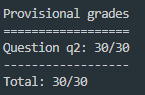 Provisional grades
==================
Question q2: 30/30
------------------
Total: 30/30